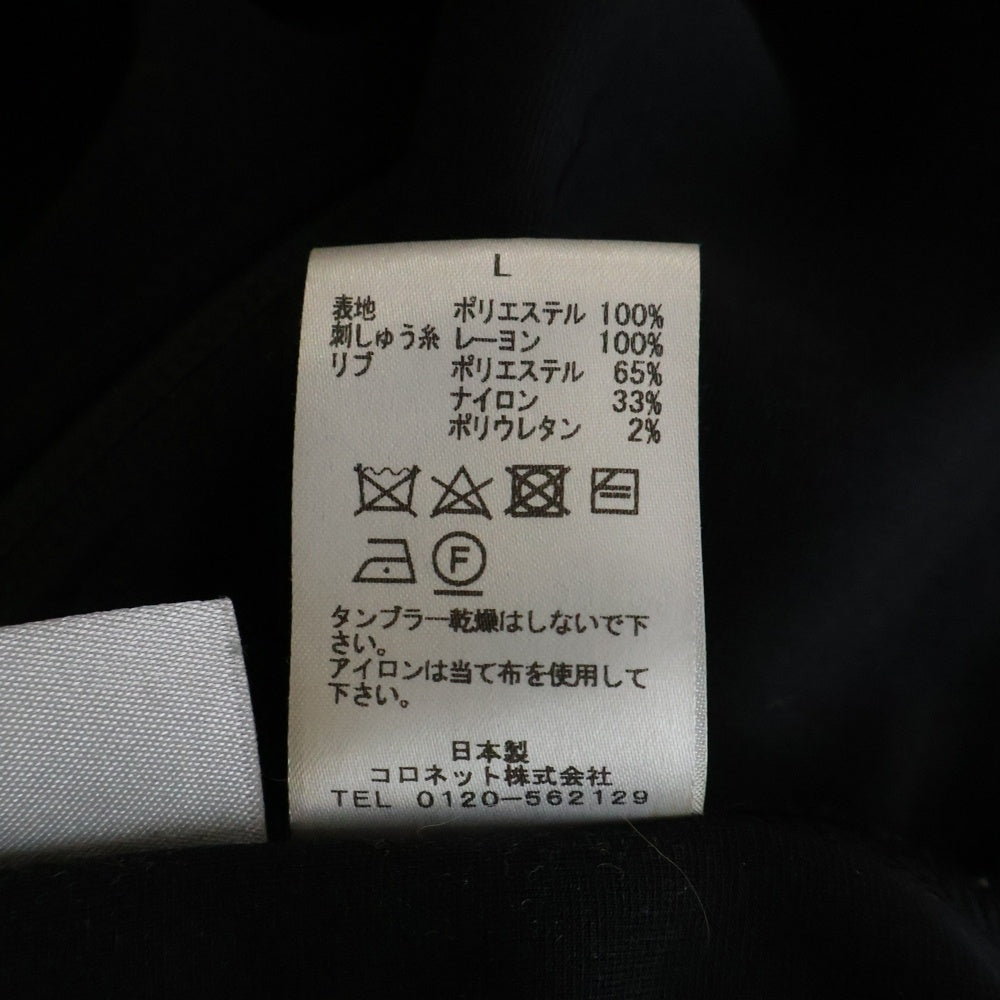 L
表地 ポリエステル 100%
刺しゅう糸 レーヨン 100%
リブ ポリエステル 65%
ナイロン 33%
ポリウレタン 2%
F
タンブラー乾燥はしないで下
さい。
アイロンは当て布を使用して
下さい。
日本製
コロネット株式会社
TEL 0120-562129